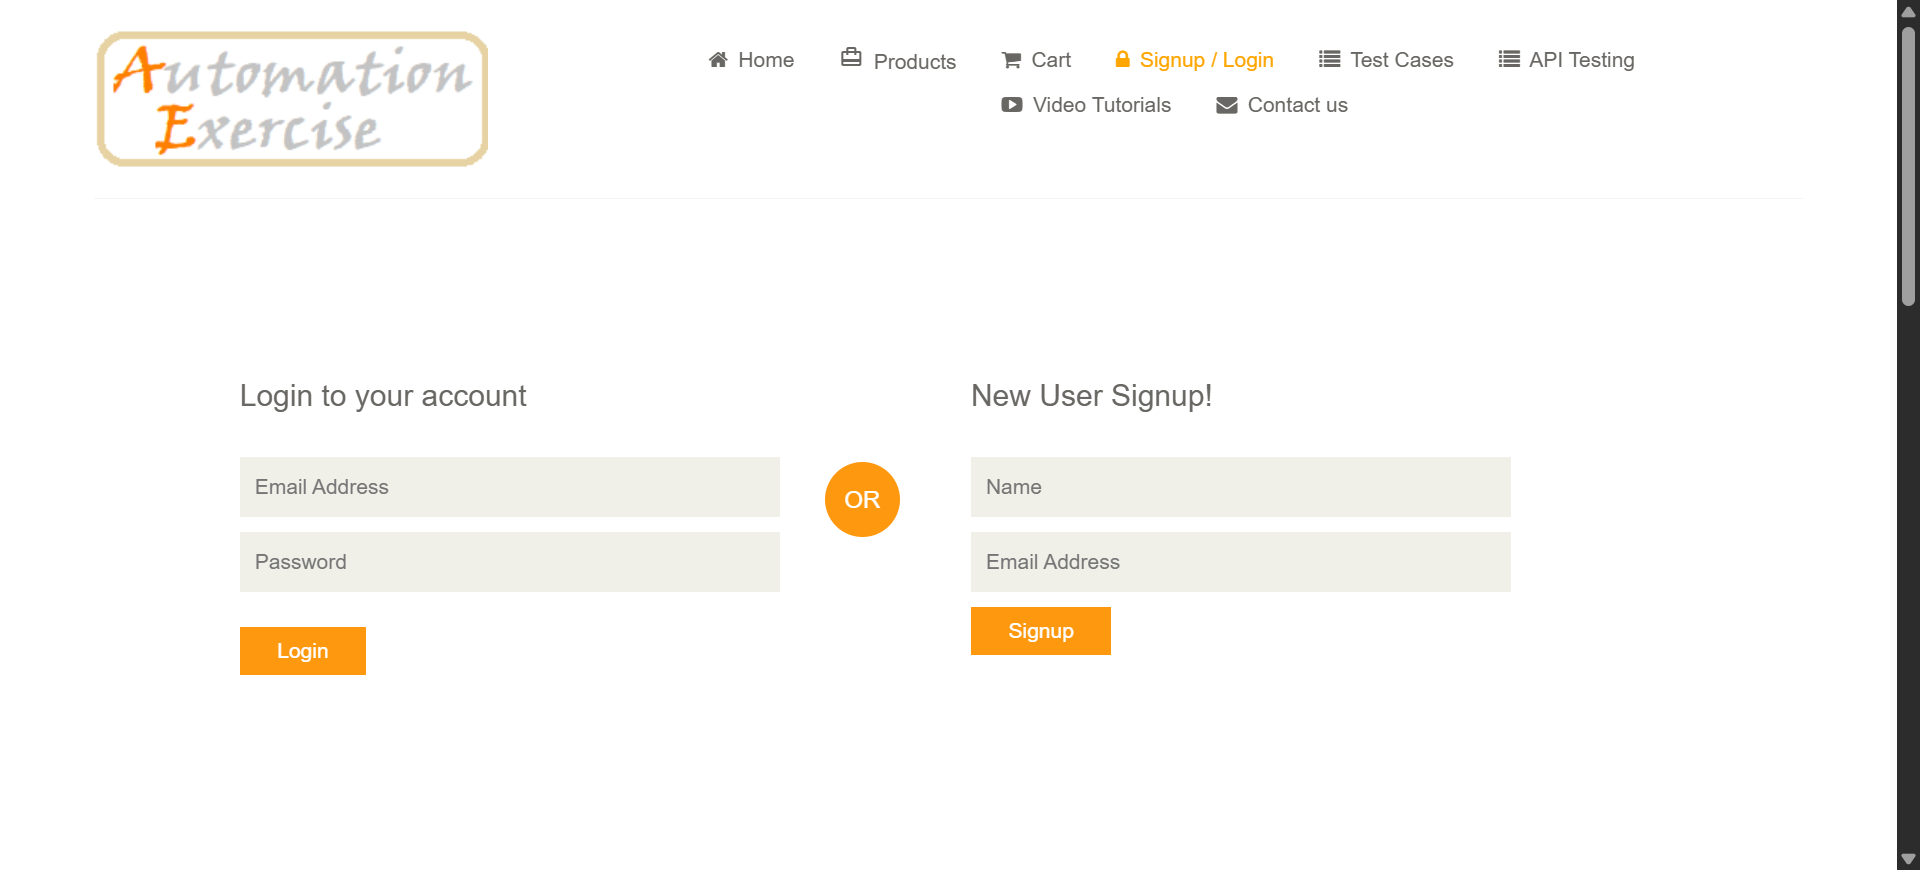 Automation
Exercise
Home Products Cart Signup / Login Test Cases API Testing
Video Tutorials Contact us
Login to your account
Email Address
Password
Login
OR
New User Signup!
Name
Email Address
Signup